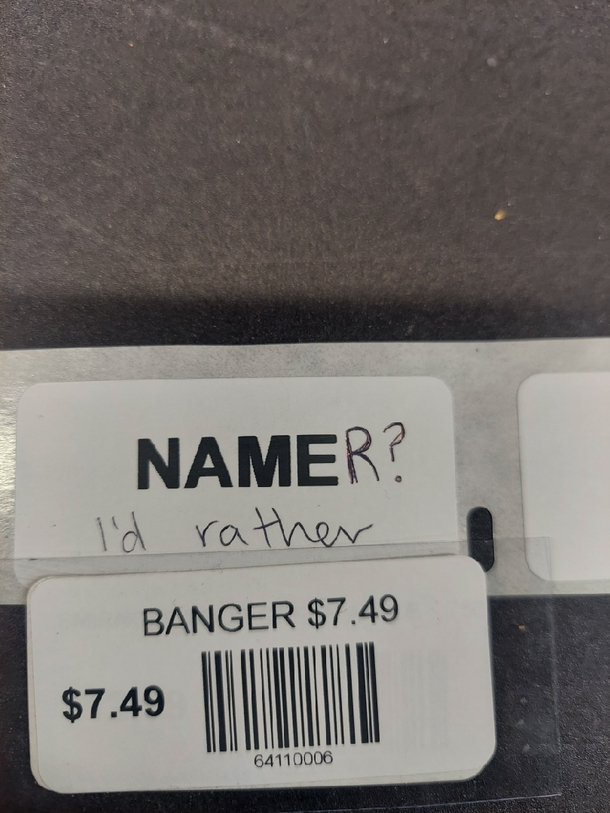 NAMER?
I'd rather
BANGER $7.49
$7.49
64110006